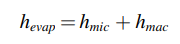 h_evap = h_mic + h_mac